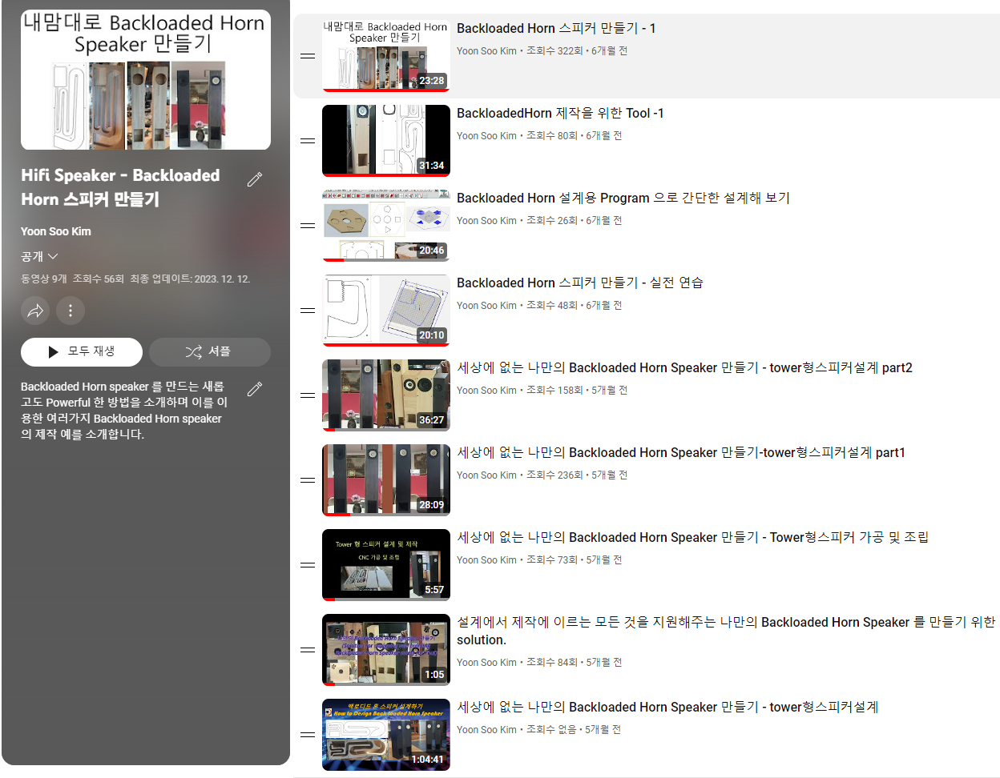 내맘대로 Backloaded Horn
Speaker 만들기
Hifi Speaker - Backloaded
Horn 스피커 만들기
Yoon Soo Kim
공개
동영상 9개 조회수 56회 최종 업데이트: 2023. 12. 12.
모두 재생
셔플
Backloaded Horn speaker 를 만드는 새롭
고도 Powerful 한 방법을 소개하며 이를 이
용한 여러가지 Backloaded Horn speaker
의 제작 예를 소개합니다.
내맘대로 Backloaded Horn
Speaker 만들기
23:28
Backloaded Horn 스피커 만들기 - 1
Yoon Soo Kim • 조회수 322회 • 6개월 전
31:34
BackloadedHorn 제작을 위한 Tool -1
Yoon Soo Kim • 조회수 80회 • 6개월 전
20:46
Backloaded Horn 설계용 Program 으로 간단한 설계해 보기
Yoon Soo Kim • 조회수 26회 • 6개월 전
20:10
Backloaded Horn 스피커 만들기 - 실전 연습
Yoon Soo Kim • 조회수 48회 • 6개월 전
36:27
세상에 없는 나만의 Backloaded Horn Speaker 만들기 - tower형스피커설계 part2
Yoon Soo Kim • 조회수 158회 • 5개월 전
28:09
세상에 없는 나만의 Backloaded Horn Speaker 만들기-tower형스피커설계 part1
Yoon Soo Kim • 조회수 236회 • 5개월 전
Tower 형 스피커 설계 및 제작
CNC 가공 및 조립
5:57
세상에 없는 나만의 Backloaded Horn Speaker 만들기 - Tower형스피커 가공 및 조립
Yoon Soo Kim • 조회수 73회 • 5개월 전
1:05
설계에서 제작에 이르는 모든 것을 지원해주는 나만의 Backloaded Horn Speaker 를 만들기 위한
solution.
Yoon Soo Kim • 조회수 84회 • 5개월 전
백로디드 혼 스피커 설계하기
How to Design Back loaded Horn Speaker
1:04:41
세상에 없는 나만의 Backloaded Horn Speaker 만들기 - tower형스피커설계
Yoon Soo Kim • 조회수 없음 • 5개월 전